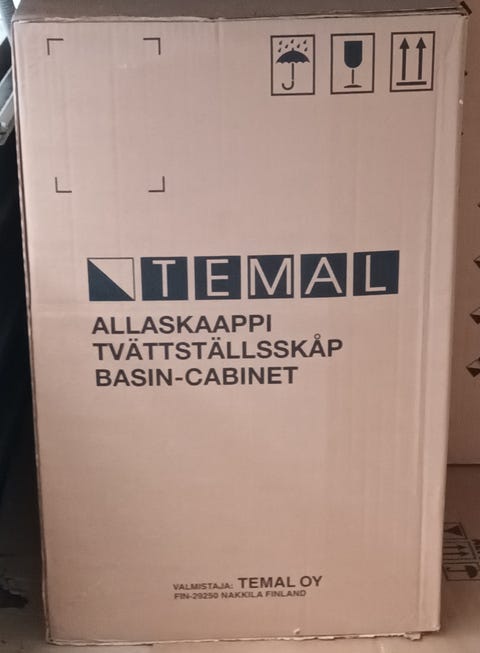 TEMAL
ALLASKAAPPI
TVÄTTSTÄLLSSKÅP
BASIN-CABINET
VALMISTAJA: TEMAL OY
FIN-29250 NAKKILA FINLAND